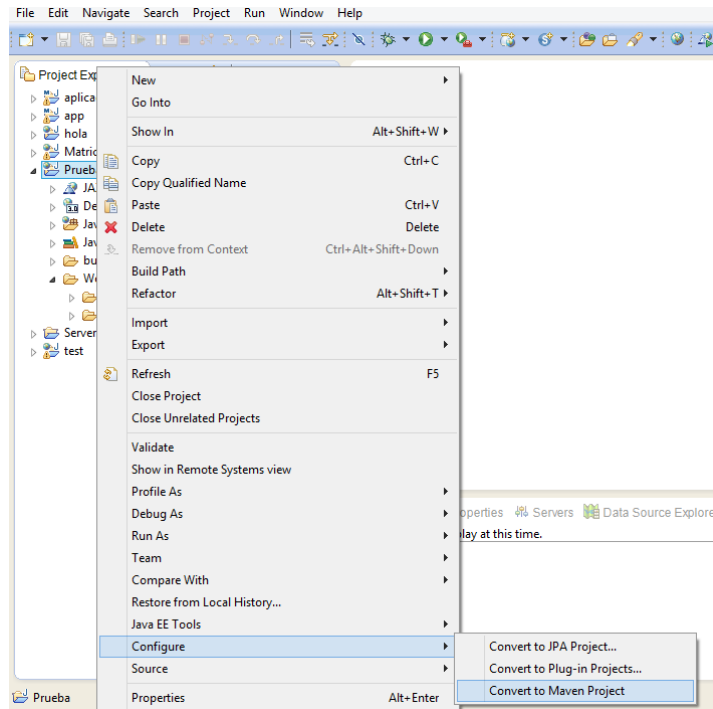 File Edit Navigate Search Project Run Window Help
Project Exp
aplica
app
hola
Matric
Prueb
JA
De
Jav
Jav
bu
We
Server
test
New
Go Into
Show In Alt+Shift+W
Copy Ctrl+C
Copy Qualified Name
Paste Ctrl+V
Delete Delete
Remove from Context Ctrl+Alt+Shift+Down
Build Path
Refactor Alt+Shift+T
Import
Export
Refresh F5
Close Project
Close Unrelated Projects
Validate
Show in Remote Systems view
Profile As
Debug As
Run As
Team
Compare With
Restore from Local History...
Java EE Tools
Configure
Source
Properties Alt+Enter
Convert to JPA Project...
Convert to Plug-in Projects...
Convert to Maven Project
operties Servers Data Source Explore
lay at this time.
Prueba